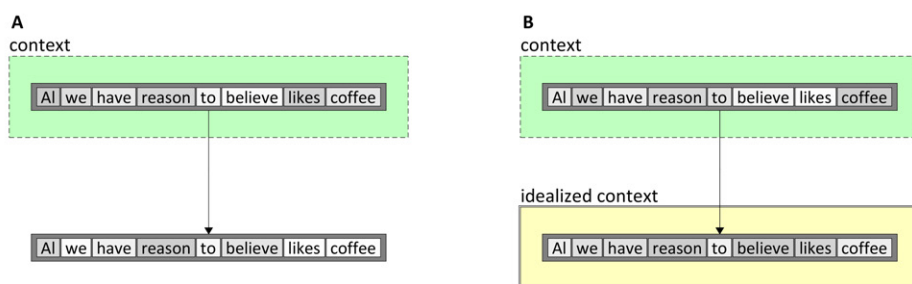 A
context
Al we have reason to believe likes coffee
Al we have reason to believe likes coffee
B
context
Al we have reason to believe likes coffee
idealized context
Al we have reason to believe likes coffee